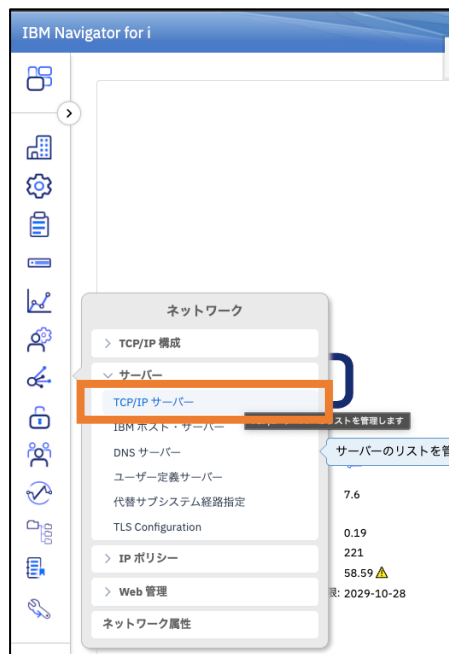 IBM Navigator for i
ネットワーク
TCP/IP 構成
サーバー
TCP/IP サーバー
リストを管理します
IBM ホスト・サーバー
DNS サーバー
サーバーのリストを管
ユーザー定義サーバー
代替サブシステム経路指定
7.6
TLS Configuration
0.19
IP ポリシー
221
58.59
Web 管理
限: 2029-10-28
ネットワーク属性